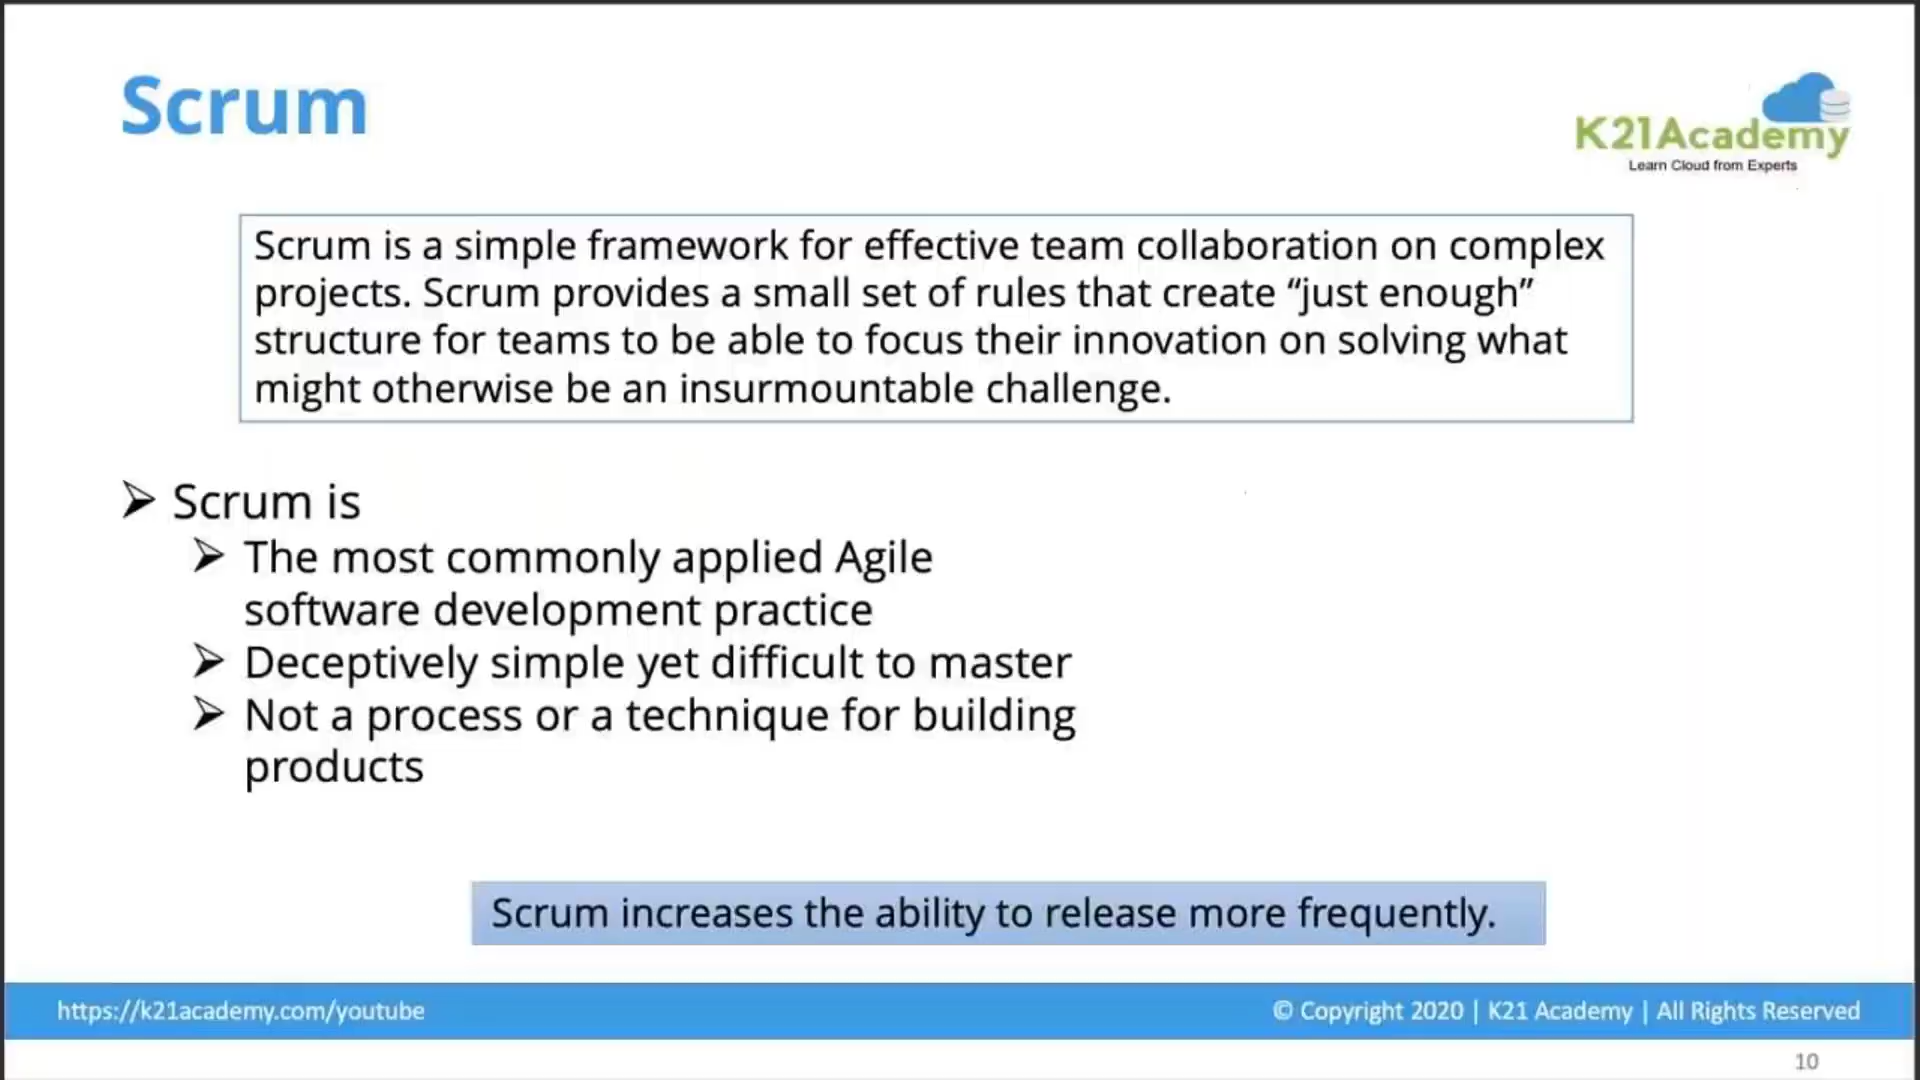 Scrum
K21Academy
Learn Cloud from Experts
Scrum is a simple framework for effective team collaboration on complex
projects. Scrum provides a small set of rules that create “just enough”
structure for teams to be able to focus their innovation on solving what
might otherwise be an insurmountable challenge.
➢ Scrum is
➢ The most commonly applied Agile
software development practice
➢ Deceptively simple yet difficult to master
➢ Not a process or a technique for building
products
Scrum increases the ability to release more frequently.
https://k21academy.com/youtube
© Copyright 2020 | K21 Academy | All Rights Reserved
10